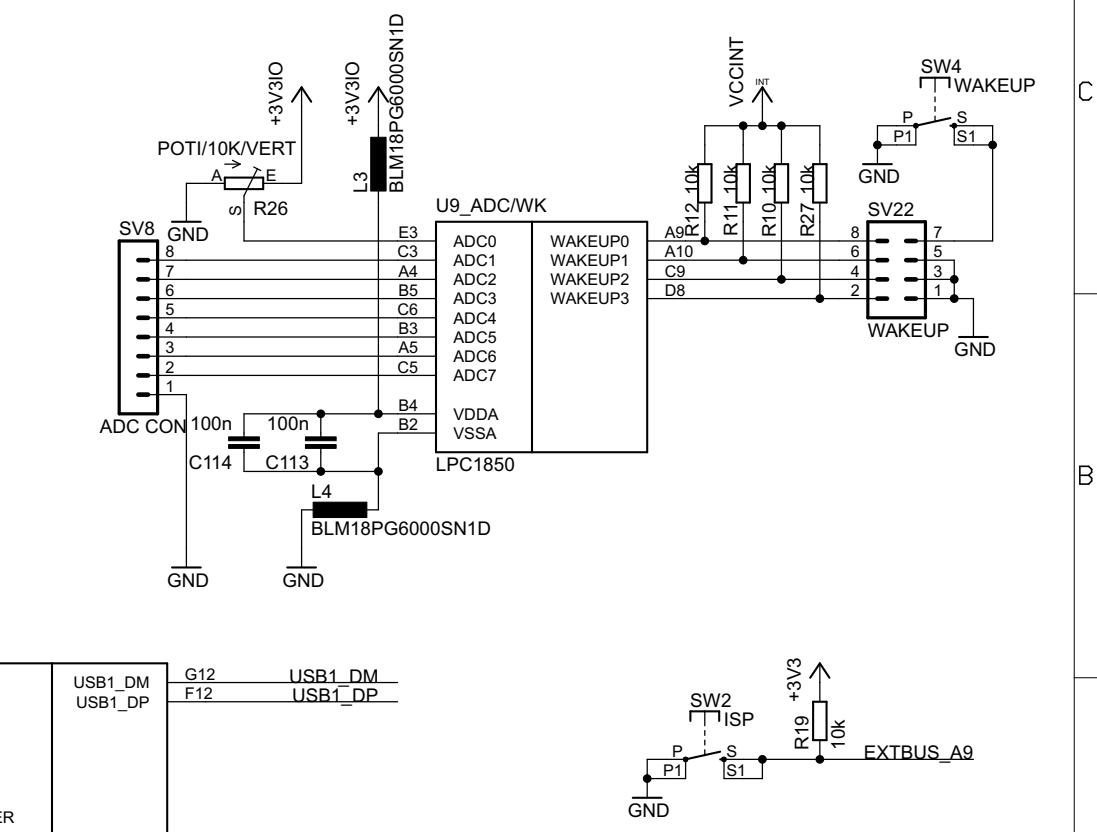 +3V3IO
+3V3IO
BLM18PG6000SN1D
L3
VCCINT
INT
SW4
WAKEUP
P
S
P1
S1
GND
C
POTI/10K/VERT
A
E
S
R26
GND
R12 10k
R11 10k
R10 10k
R27 10k
U9_ADC/WK
SV8
8
7
6
5
4
3
2
1
ADC CON
E3
C3
A4
B5
C6
B3
A5
C5
B4
B2
ADC0
ADC1
ADC2
ADC3
ADC4
ADC5
ADC6
ADC7
VDDA
VSSA
WAKEUP0
WAKEUP1
WAKEUP2
WAKEUP3
A9
A10
C9
D8
SV22
8
6
4
2
7
5
3
1
WAKEUP
GND
LPC1850
100n
100n
C114
C113
L4
BLM18PG6000SN1D
GND
GND
B
USB1_DM
USB1_DP
G12
F12
USB1_DM
USB1_DP
ER
SW2
ISP
P
S
P1
S1
GND
+3V3
R19
10k
EXTBUS_A9